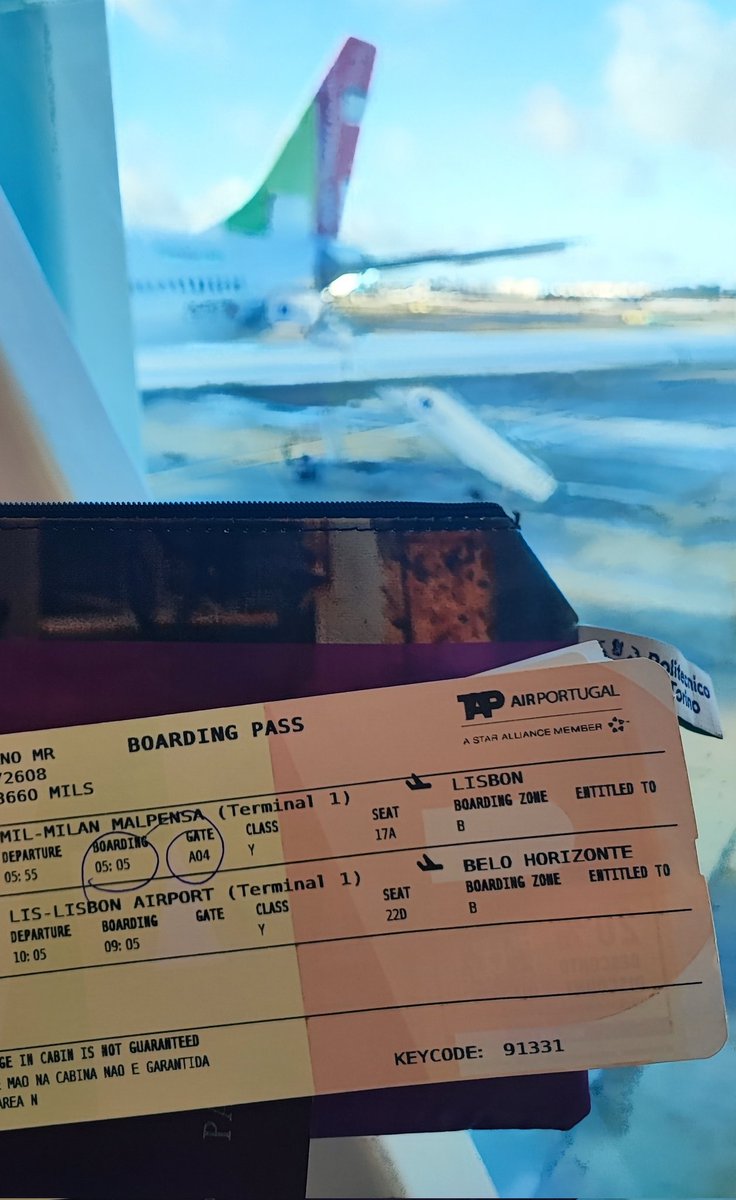 Politecnico
Torino
TAP AIRPORTUGAL
A STAR ALLIANCE MEMBER
BOARDING PASS
NO MR
2608
3660 MILS
MIL-MILAN MALPENSA (Terminal 1) LISBON
DEPARTURE BOARDING GATE CLASS SEAT BOARDING ZONE ENTITLED TO
05:55 05:05 A04 Y 17A B
LIS-LISBON AIRPORT (Terminal 1) BELO HORIZONTE
DEPARTURE BOARDING GATE CLASS SEAT BOARDING ZONE ENTITLED TO
10:05 09:05 Y 22D B
GE IN CABIN IS NOT GUARANTEED
MAO NA CABINA NAO E GARANTIDA
AREA N
KEYCODE: 91331